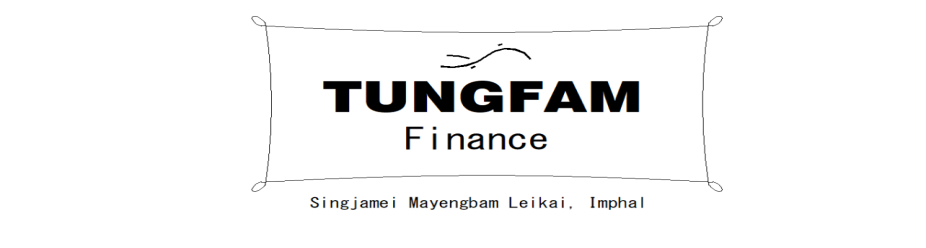 TUNGFAM
Finance
Singjamei Mayengbam Leikai, Imphal